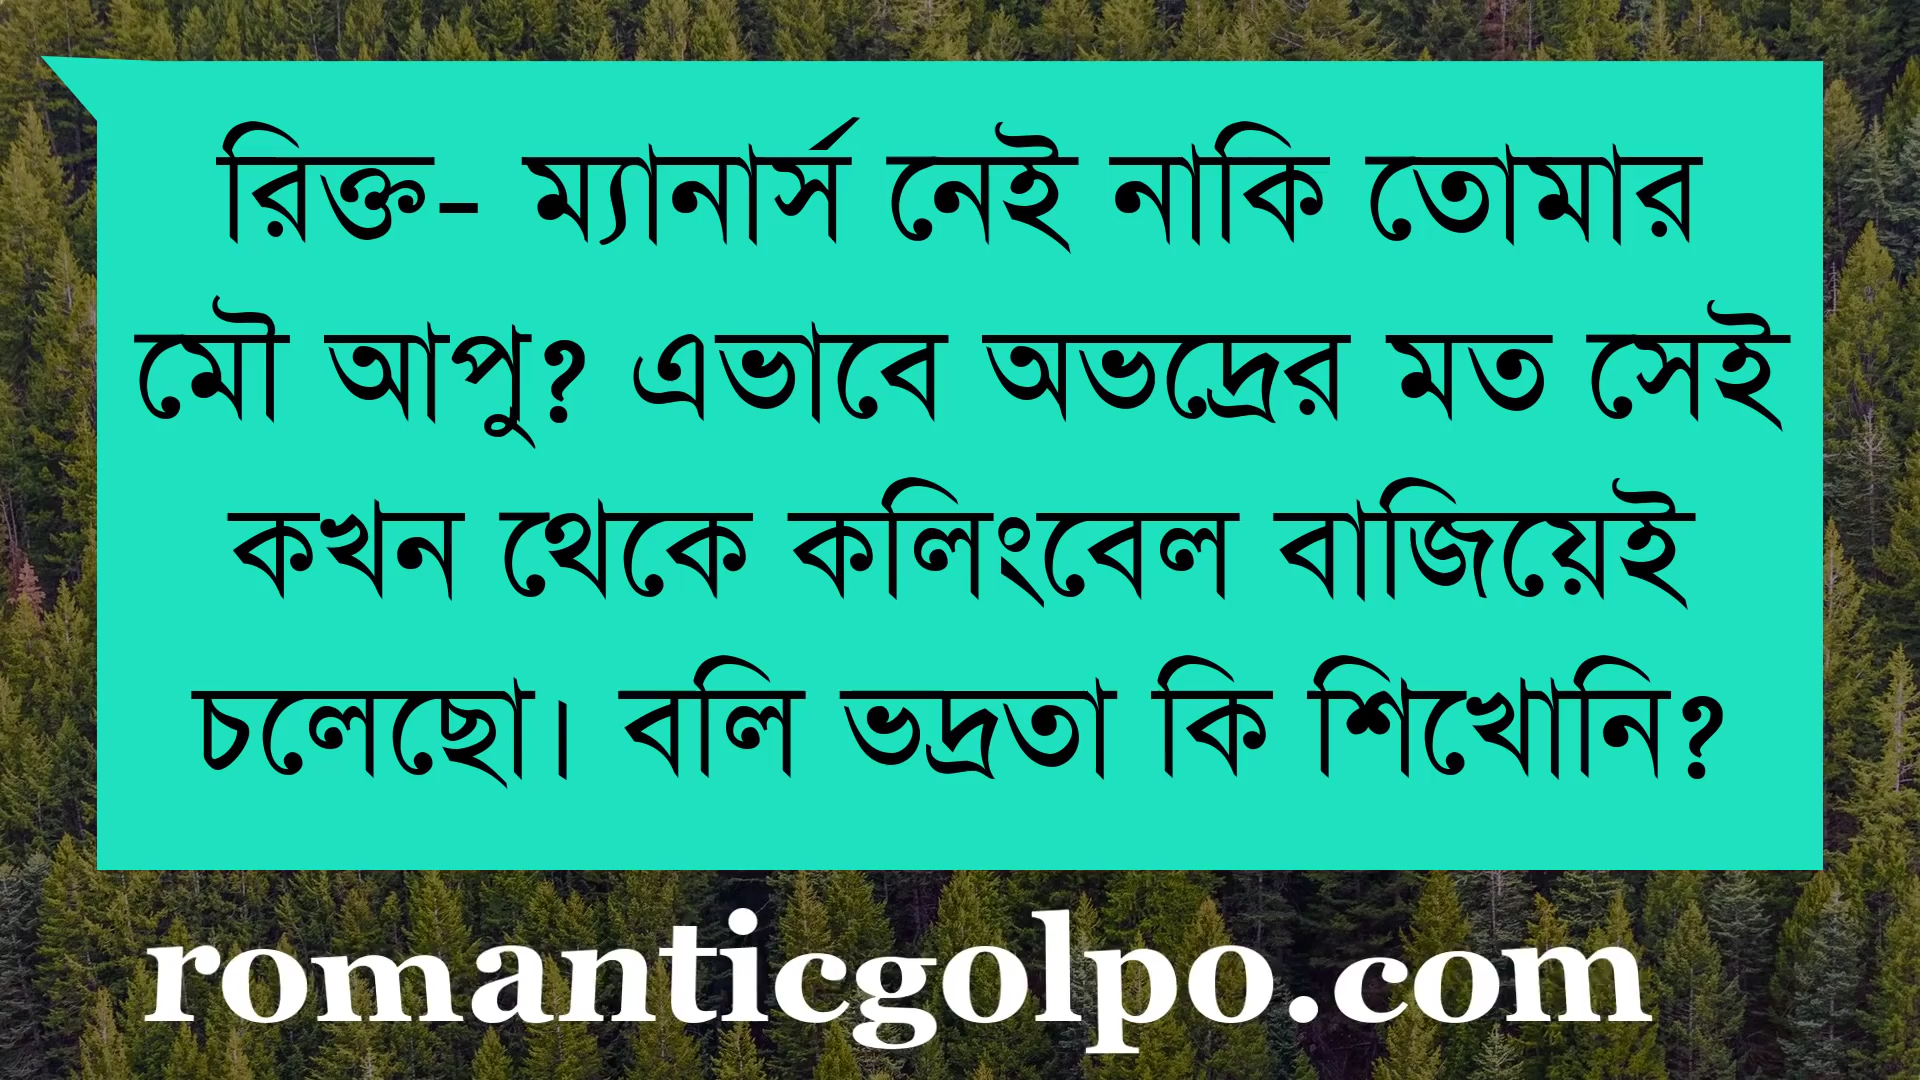 রিক্ত- ম্যানার্স নেই নাকি তোমার
মৌ আপু? এভাবে অভদ্রের মত সেই
কখন থেকে কলিংবেল বাজিয়েই
চলেছো। বলি ভদ্রতা কি শিখোনি?
romanticgolpo.com